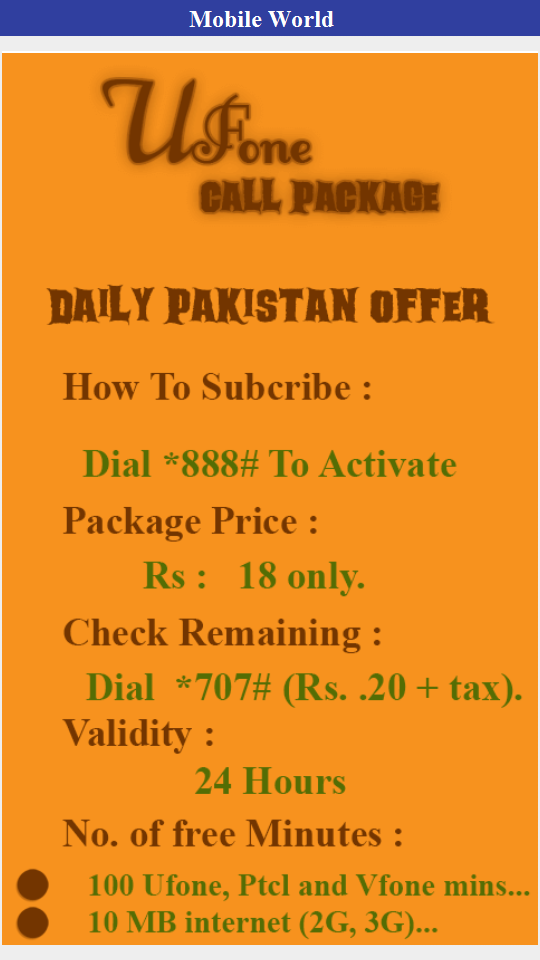 Mobile World
UFone
CALL PACKAGE
DAILY PAKISTAN OFFER
How To Subcribe :
Dial *888# To Activate
Package Price :
Rs :   18 only.
Check Remaining :
Dial  *707# (Rs. .20 + tax).
Validity :
24 Hours
No. of free Minutes :
100 Ufone, Ptcl and Vfone mins...
10 MB internet (2G, 3G)...